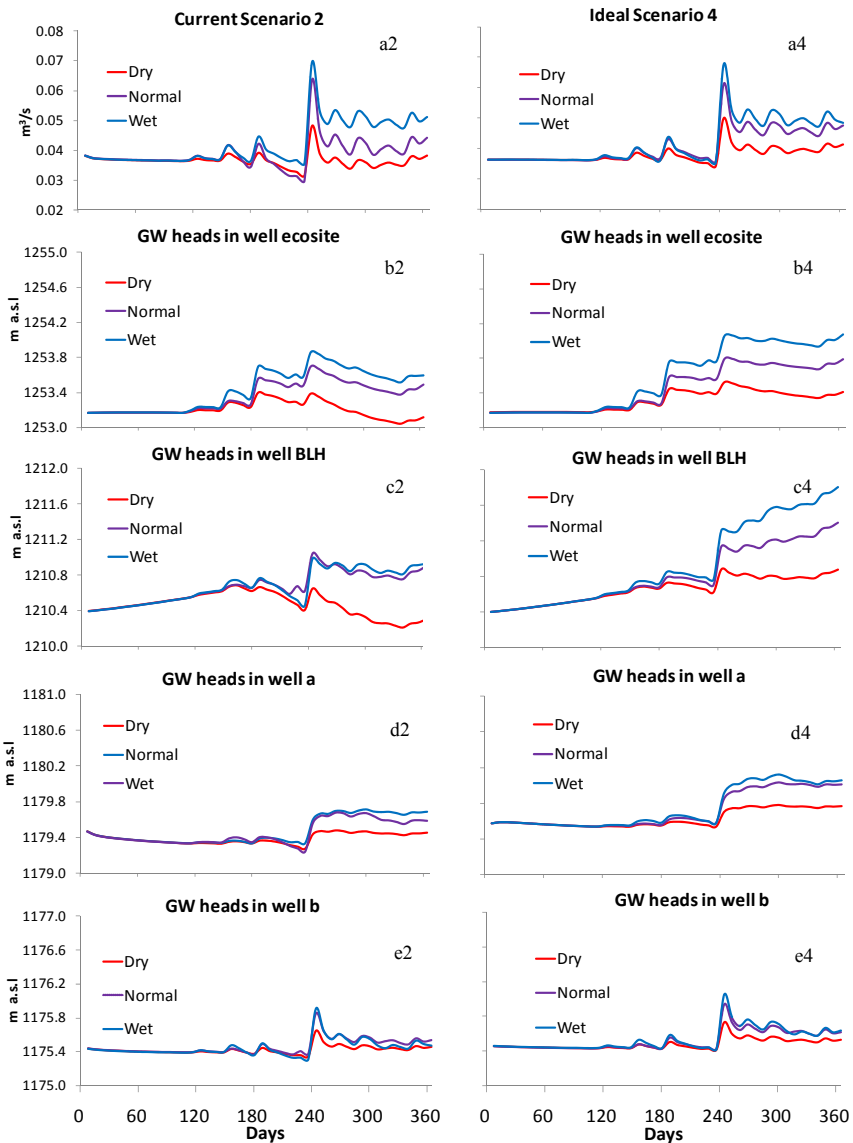 Current Scenario 2
Ideal Scenario 4
a2
a4
0.08
0.07
0.06
0.05
0.04
0.03
0.02
m³/s
Dry
Normal
Wet
Dry
Normal
Wet
GW heads in well ecosite
GW heads in well ecosite
b2
b4
1255.0
1254.6
1254.2
1253.8
1253.4
1253.0
m a.s.l
Dry
Normal
Wet
Dry
Normal
Wet
GW heads in well BLH
GW heads in well BLH
c2
c4
1212.0
1211.6
1211.2
1210.8
1210.4
1210.0
m a.s.l
Dry
Normal
Wet
Dry
Normal
Wet
GW heads in well a
GW heads in well a
d2
d4
1181.0
1180.6
1180.2
1179.8
1179.4
1179.0
m a.s.l
Dry
Normal
Wet
Dry
Normal
Wet
GW heads in well b
GW heads in well b
e2
e4
1177.0
1176.6
1176.2
1175.8
1175.4
1175.0
m a.s.l
Dry
Normal
Wet
Dry
Normal
Wet
0 60 120 180 240 300 360
0 60 120 180 240 300 360
Days
Days